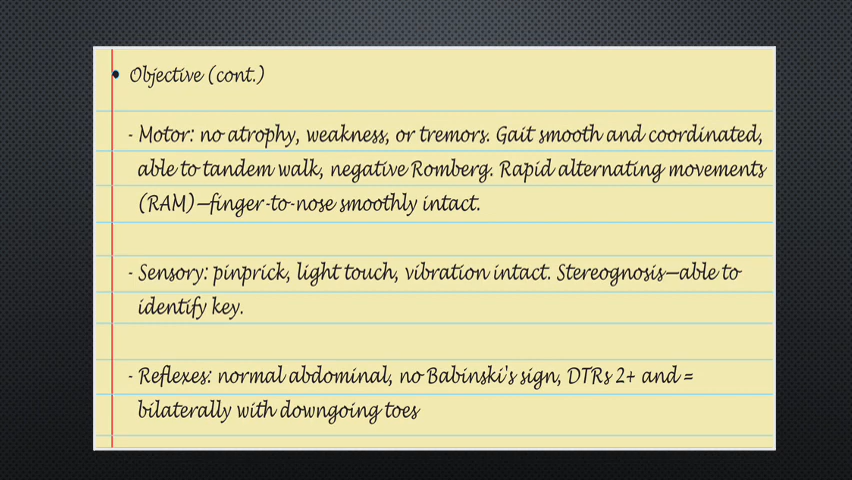 • Objective (cont.)
- Motor: no atrophy, weakness, or tremors. Gait smooth and coordinated,
able to tandem walk, negative Romberg. Rapid alternating movements
(RAM)—finger-to-nose smoothly intact.
- Sensory: pinprick, light touch, vibration intact. Stereognosis—able to
identify key.
- Reflexes: normal abdominal, no Babinski's sign, DTRs 2+ and =
bilaterally with downgoing toes